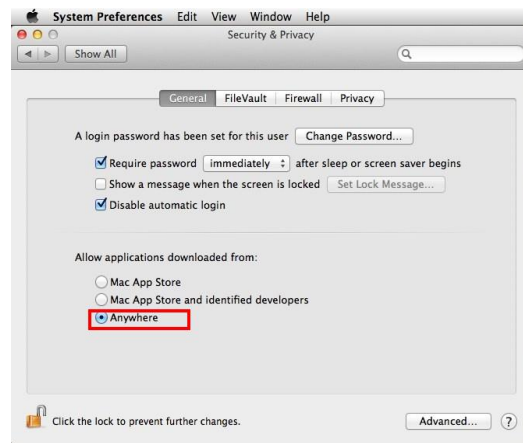 System Preferences Edit View Window Help
Security & Privacy
Show All
General FileVault Firewall Privacy
A login password has been set for this user Change Password...
Require password immediately after sleep or screen saver begins
Show a message when the screen is locked Set Lock Message...
Disable automatic login
Allow applications downloaded from:
Mac App Store
Mac App Store and identified developers
Anywhere
Click the lock to prevent further changes. Advanced... ?